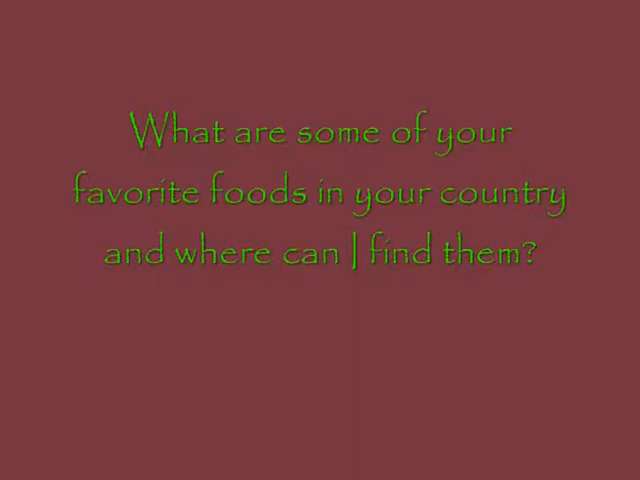 What are some of your
favorite foods in your country
and where can I find them?